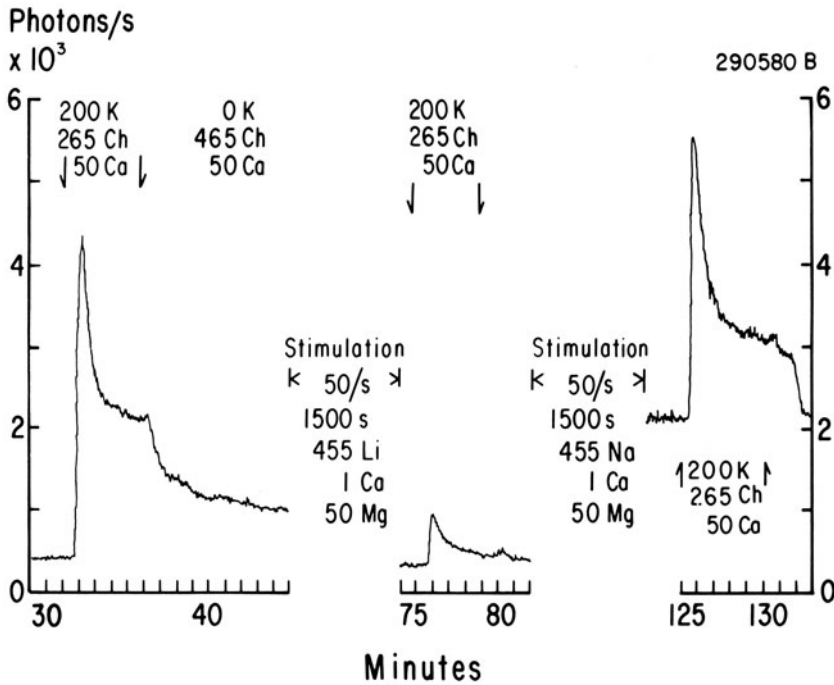 Photons/s
x 10³
290580 B
6
4
2
0
200 K
265 Ch
50 Ca
0 K
465 Ch
50 Ca
Stimulation
50/s
1500 s
455 Li
1 Ca
50 Mg
200 K
265 Ch
50 Ca
Stimulation
50/s
1500 s
455 Na
1 Ca
50 Mg
200 K
265 Ch
50 Ca
6
4
2
0
30 40 75 80 125 130
Minutes